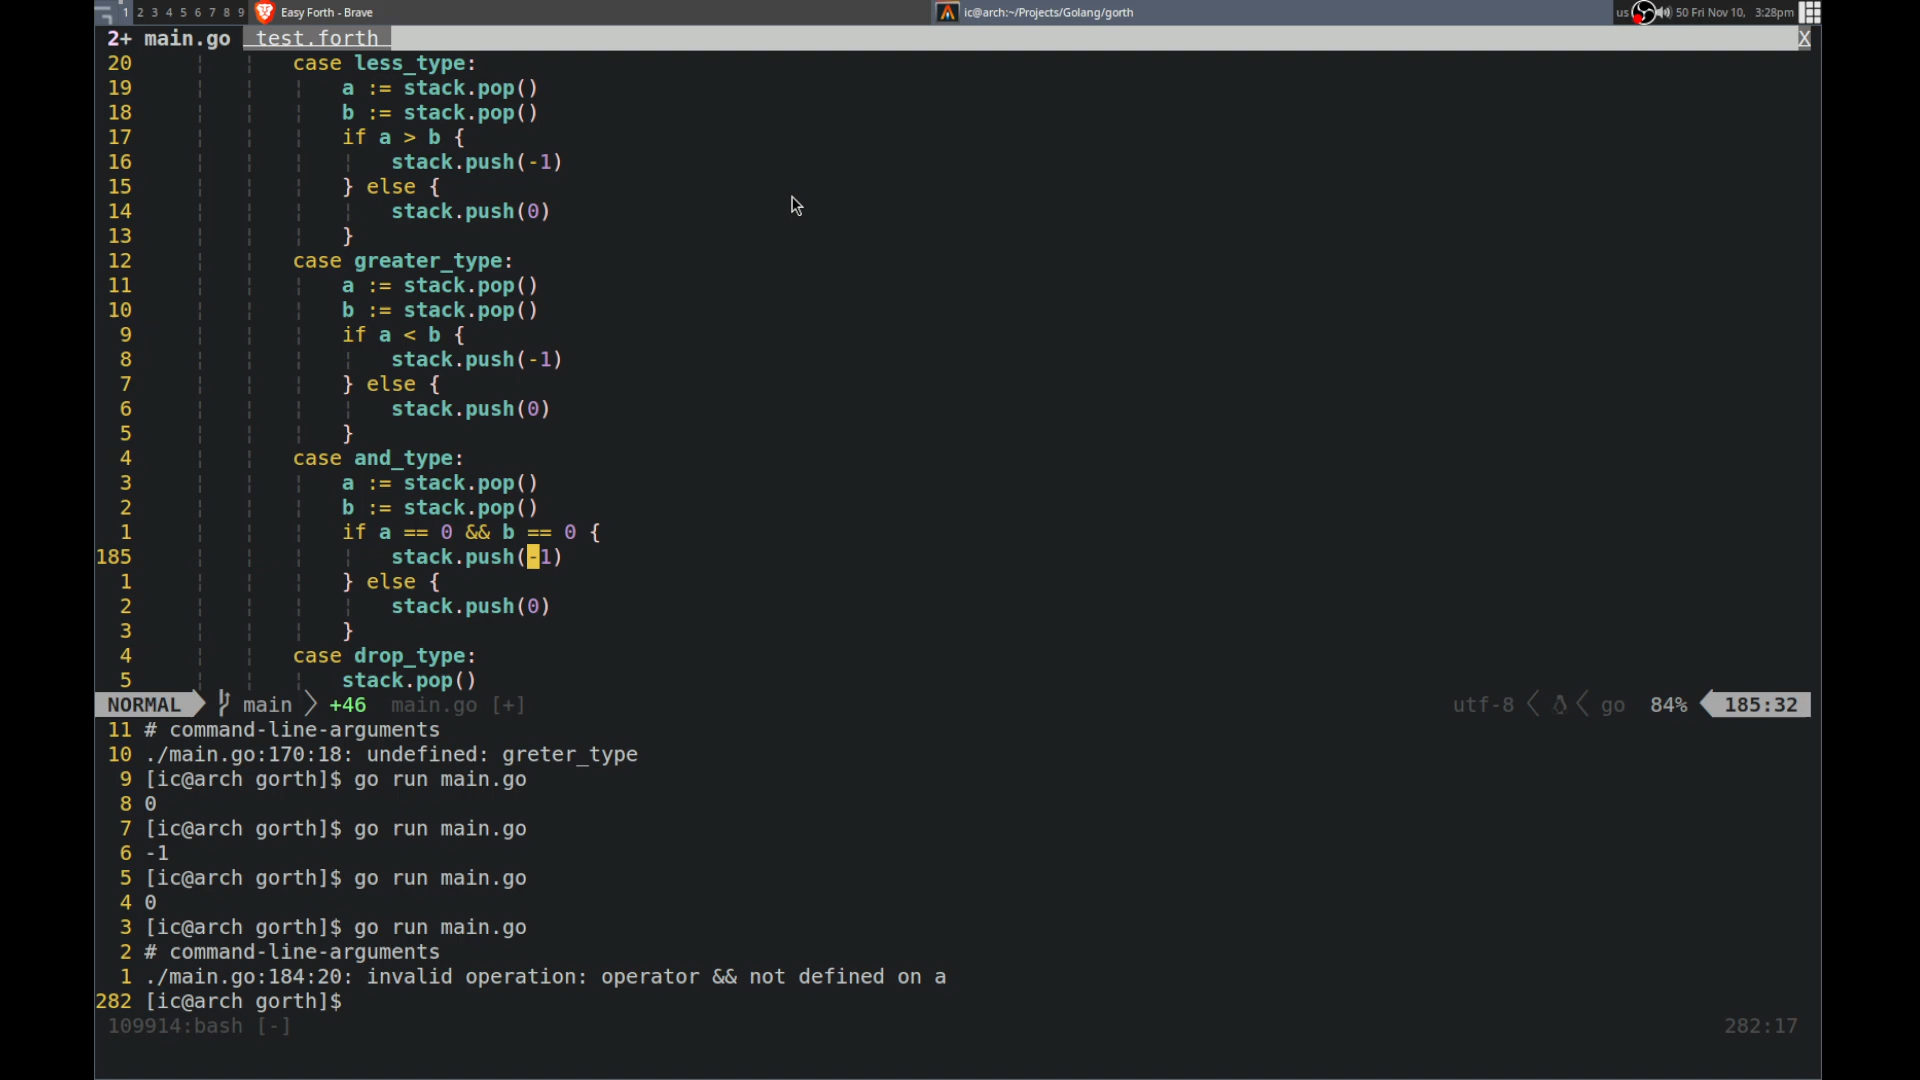 1 2 3 4 5 6 7 8 9 Easy Forth - Brave ic@arch:~/Projects/Golang/gorth us 50 Fri Nov 10, 3:28pm
2+ main.go test.forth X
20 case less_type:
19 a := stack.pop()
18 b := stack.pop()
17 if a > b {
16 stack.push(-1)
15 } else {
14 stack.push(0)
13 }
12 case greater_type:
11 a := stack.pop()
10 b := stack.pop()
9 if a < b {
8 stack.push(-1)
7 } else {
6 stack.push(0)
5 }
4 case and_type:
3 a := stack.pop()
2 b := stack.pop()
1 if a == 0 && b == 0 {
185 stack.push(-1)
1 } else {
2 stack.push(0)
3 }
4 case drop_type:
5 stack.pop()
NORMAL main +46 main.go [+] utf-8 go 84% 185:32
11 # command-line-arguments
10 ./main.go:170:18: undefined: greter_type
9 [ic@arch gorth]$ go run main.go
8 0
7 [ic@arch gorth]$ go run main.go
6 -1
5 [ic@arch gorth]$ go run main.go
4 0
3 [ic@arch gorth]$ go run main.go
2 # command-line-arguments
1 ./main.go:184:20: invalid operation: operator && not defined on a
282 [ic@arch gorth]$
109914:bash [-] 282:17